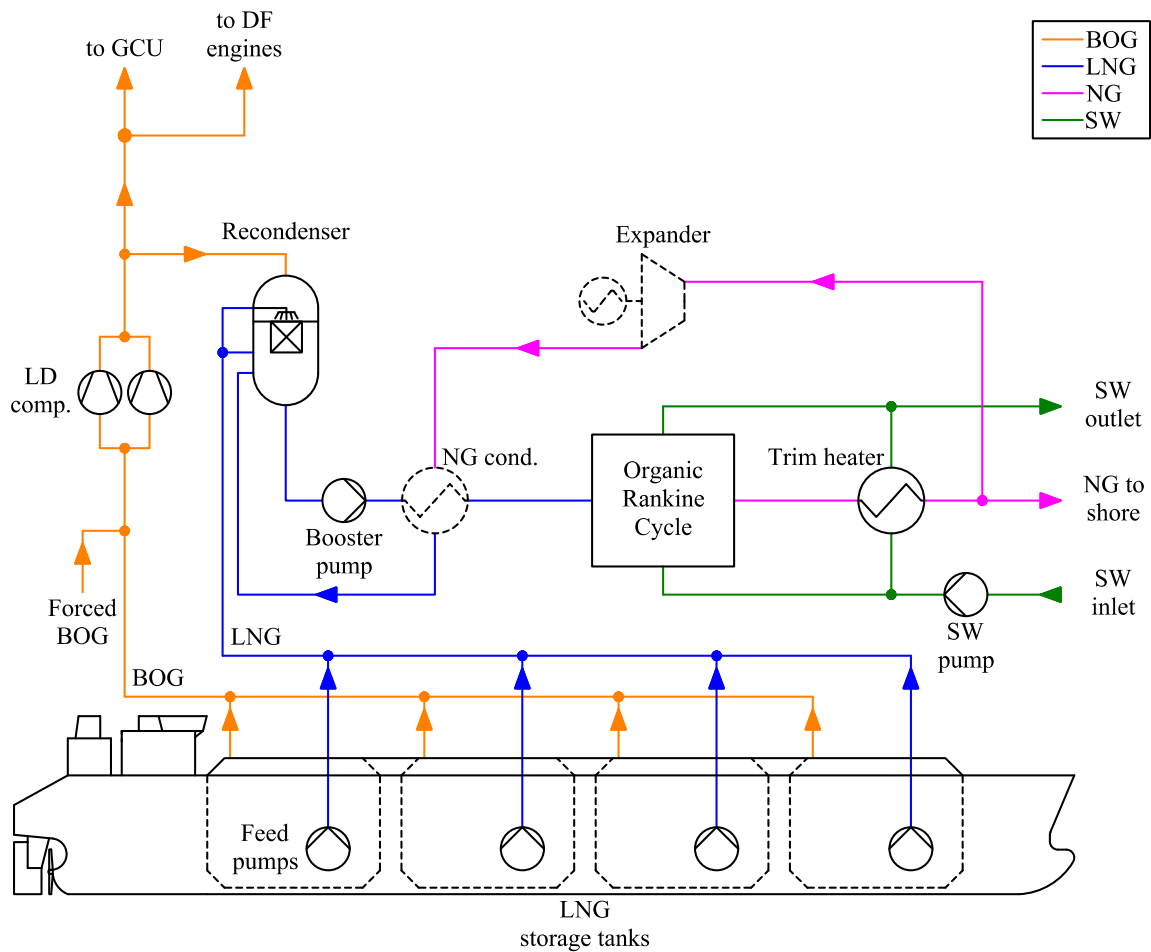 to GCU
to DF
engines
BOG
LNG
NG
SW
Recondenser
Expander
LD
comp.
SW
outlet
NG cond.
Trim heater
Organic
Rankine
Cycle
NG to
shore
Booster
pump
Forced
BOG
SW
inlet
SW
pump
LNG
BOG
Feed
pumps
LNG
storage tanks